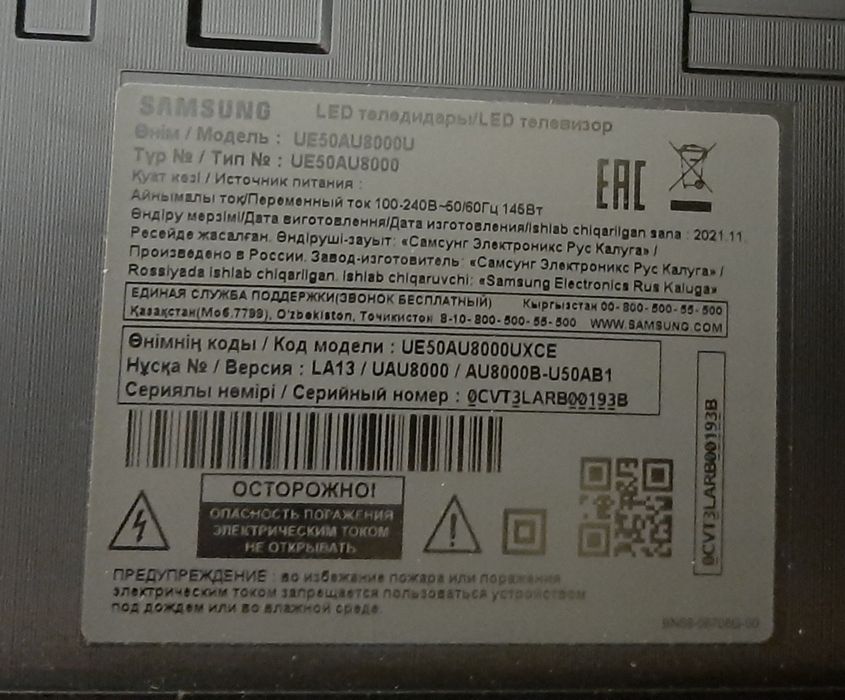 SAMSUNG LED теледидары/LED телевизор
Өнім / Модель : UE50AU8000U
Түр № / Тип № : UE50AU8000
Қуат көзі / Источник питания :
Айнымалы ток/Переменный ток 100-240В~50/60Гц 145Вт
Өндіру мерзімі/Дата виготовлення/Дата изготовления/Ishlab chiqarilgan sana : 2021.11.
Ресейде жасалған. Өндіруші-зауыт: «Самсунг Электроникс Рус Калуга» /
Произведено в России. Завод-изготовитель: «Самсунг Электроникс Рус Калуга» /
Rossiyada ishlab chiqarilgan. Ishlab chiqaruvchi: «Samsung Electronics Rus Kaluga»
EAC
ЕДИНАЯ СЛУЖБА ПОДДЕРЖКИ(ЗВОНОК БЕСПЛАТНЫЙ) Кыргызстан 00-800-500-55-500
Қазақстан(Моб.7799), O'zbekiston, Тоҷикистон 8-10-800-500-55-500 WWW.SAMSUNG.COM
Өнімнің коды / Код модели : UE50AU8000UXCE
Нұсқа № / Версия : LA13 / UAU8000 / AU8000B-U50AB1
Сериялы нөмірі / Серийный номер : 0CVT3LARB00193B
0CVT3LARB00193B
ОСТОРОЖНО!
ОПАСНОСТЬ ПОРАЖЕНИЯ
ЭЛЕКТРИЧЕСКИМ ТОКОМ
НЕ ОТКРЫВАТЬ
ПРЕДУПРЕЖДЕНИЕ : во избежание пожара или поражения
электрическим током запрещается пользоваться устройством
под дождем или во влажной среде.